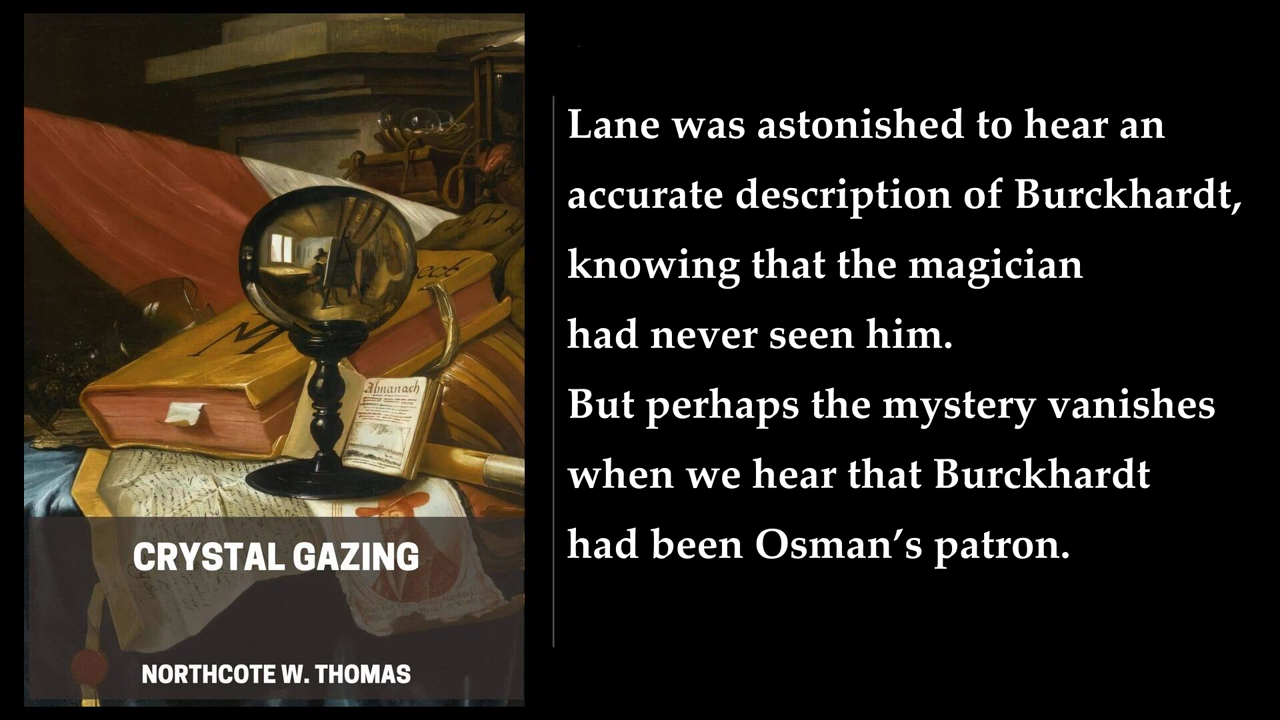 M
Almanach
CRYSTAL GAZING
NORTHCOTE W. THOMAS
Lane was astonished to hear an
accurate description of Burckhardt,
knowing that the magician
had never seen him.
But perhaps the mystery vanishes
when we hear that Burckhardt
had been Osman’s patron.